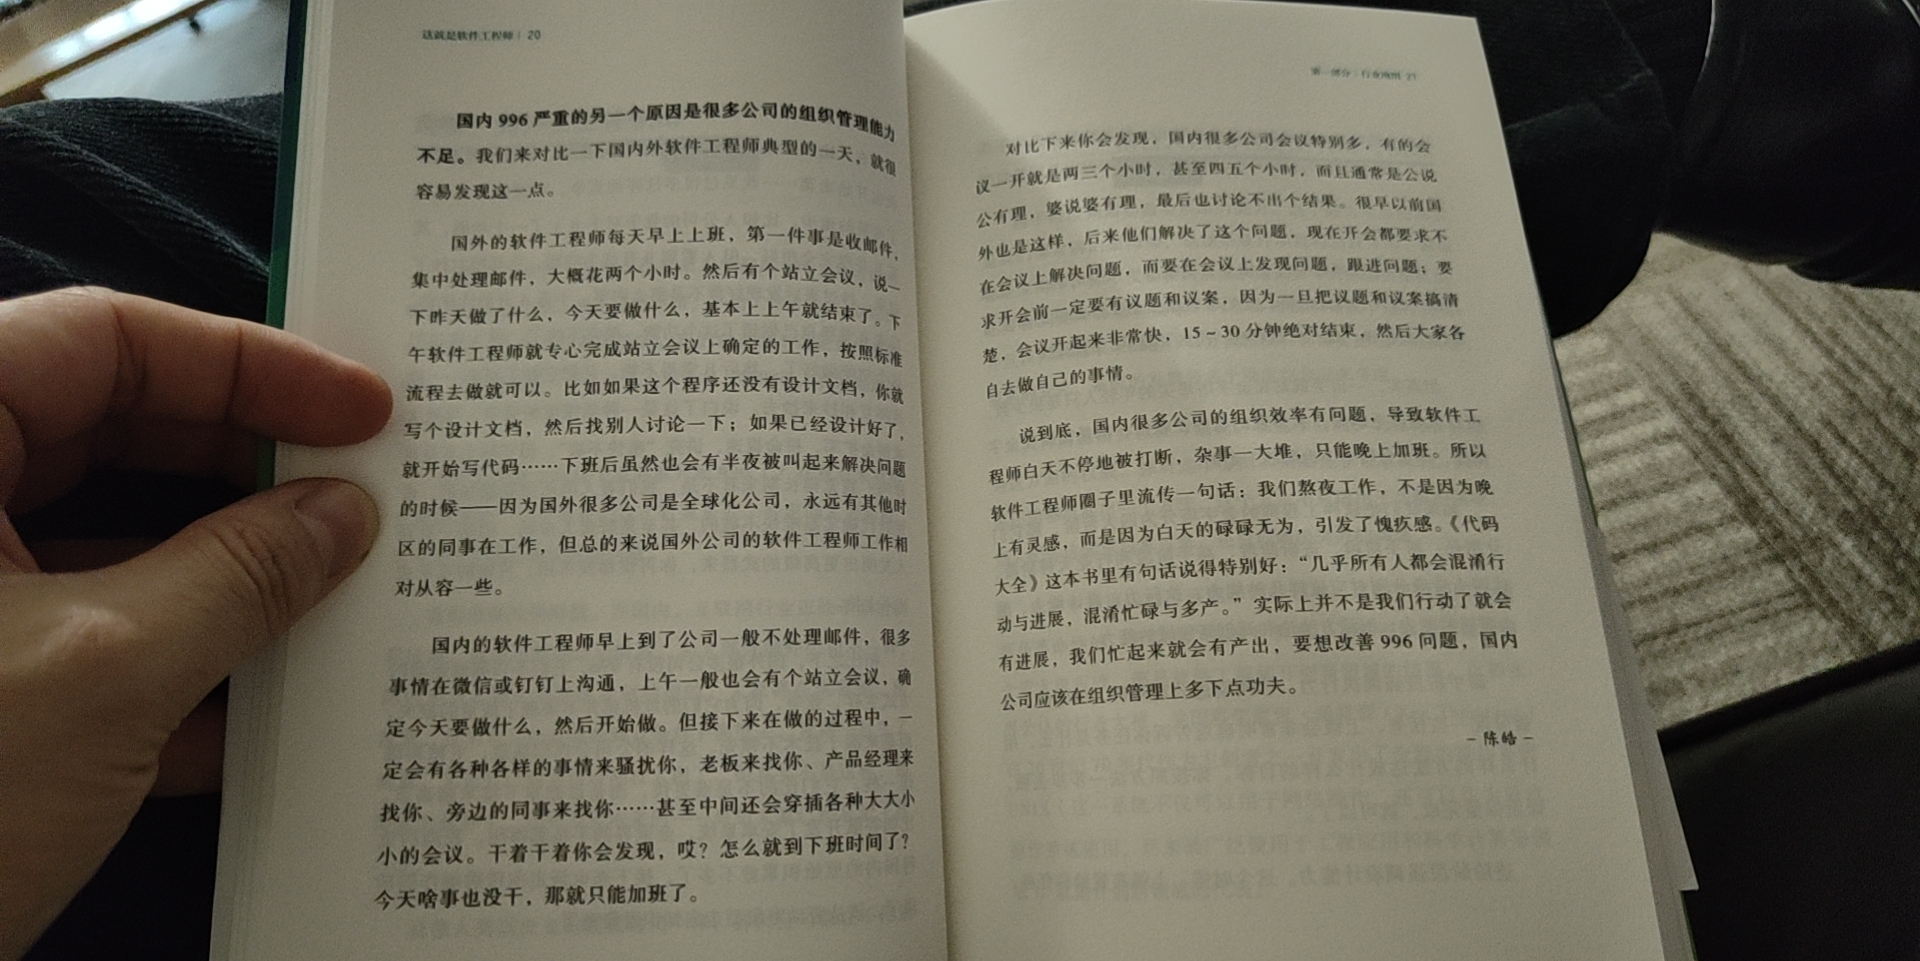 这就是软件工程师 | 20
国内 996 严重的另一个原因是很多公司的组织管理能力
不足。我们来对比一下国内外软件工程师典型的一天，就很
容易发现这一点。
国外的软件工程师每天早上上班，第一件事是收邮件，
集中处理邮件，大概花两个小时。然后有个站立会议，说一
下昨天做了什么，今天要做什么，基本上上午就结束了。下
午软件工程师就专心完成站立会议上确定的工作，按照标准
流程去做就可以。比如如果这个程序还没有设计文档，你就
写个设计文档，然后找别人讨论一下；如果已经设计好了，
就开始写代码……下班后虽然也会有半夜被叫起来解决问题
的时候——因为国外很多公司是全球化公司，永远有其他时
区的同事在工作，但总的来说国外公司的软件工程师工作相
对从容一些。
国内的软件工程师早上到了公司一般不处理邮件，很多
事情在微信或钉钉上沟通，上午一般也会有个站立会议，确
定今天要做什么，然后开始做。但接下来在做的过程中，一
定会有各种各样的事情来骚扰你，老板来找你、产品经理来
找你、旁边的同事来找你……甚至中间还会穿插各种大大小
小的会议。干着干着你会发现，哎？怎么就到下班时间了？
今天啥事也没干，那就只能加班了。
第一部分：行业 21
对比下来你会发现，国内很多公司会议特别多，有的会
议一开就是两三个小时，甚至四五个小时，而且通常是公说
公有理，婆说婆有理，最后也讨论不出个结果。很早以前国
外也是这样，后来他们解决了这个问题，现在开会都要求不
在会议上解决问题，而要在会议上发现问题，跟进问题；要
求开会前一定要有议题和议案，因为一旦把议题和议案搞清
楚，会议开起来非常快，15 ~ 30 分钟绝对结束，然后大家各
自去做自己的事情。
说到底，国内很多公司的组织效率有问题，导致软件工
程师白天不停地被打断，杂事一大堆，只能晚上加班。所以
软件工程师圈子里流传一句话：我们熬夜工作，不是因为晚
上有灵感，而是因为白天的碌碌无为，引发了愧疚感。《代码
大全》这本书里有句话说得特别好：“几乎所有人都会混淆行
动与进展，混淆忙碌与多产。”实际上并不是我们行动了就会
有进展，我们忙起来就会有产出，要想改善 996 问题，国内
公司应该在组织管理上多下点功夫。
– 陈皓 –